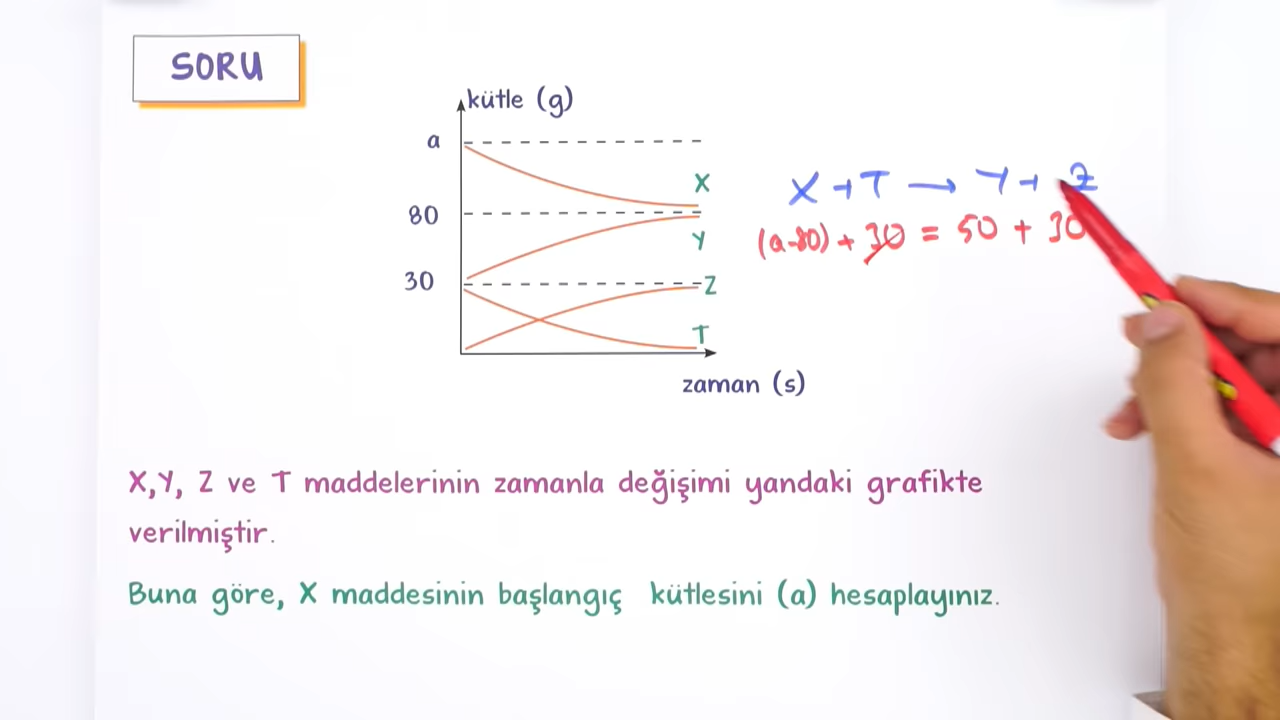 SORU
kütle (g)
a
80
30
X
Y
Z
T
zaman (s)
X + T → Y + Z
(a-80) + 30 = 50 + 30
X, Y, Z ve T maddelerinin zamanla değişimi yandaki grafikte
verilmiştir.
Buna göre, X maddesinin başlangıç kütlesini (a) hesaplayınız.